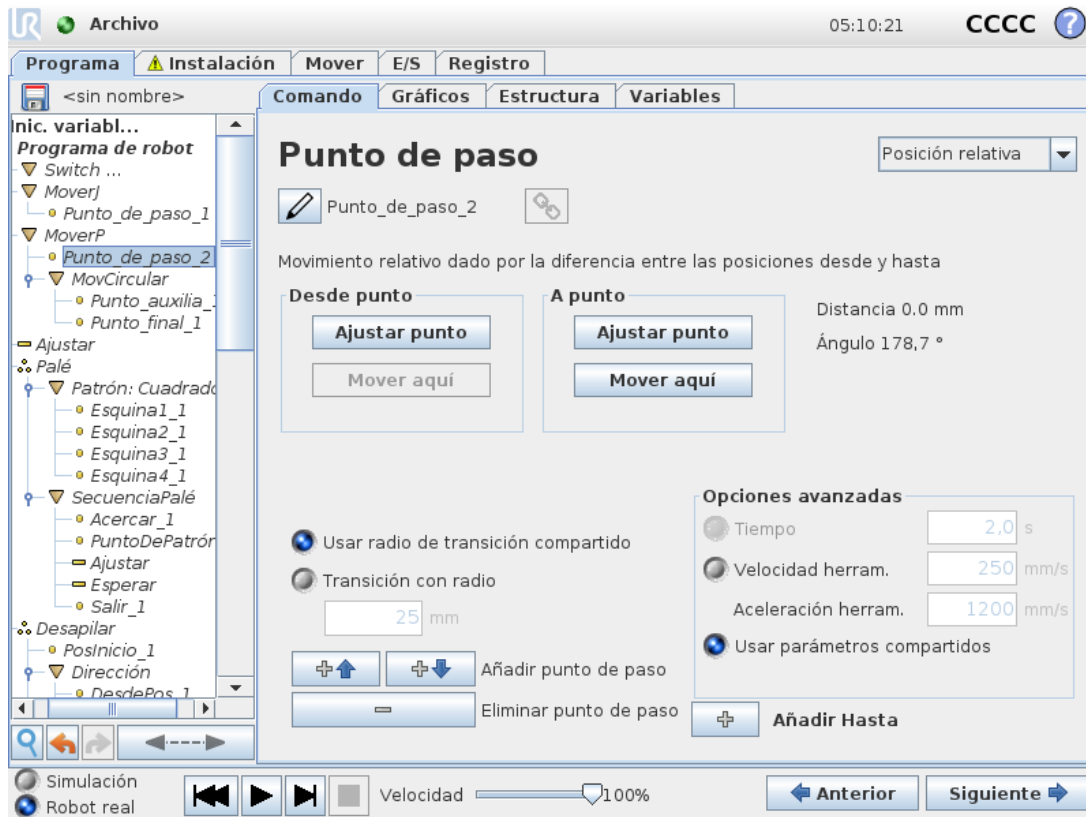 UR Archivo 05:10:21 CCCC ?
Programa Instalación Mover E/S Registro
<sin nombre> Comando Gráficos Estructura Variables
Inic. variabl...
Programa de robot
Switch ...
MoverJ
Punto_de_paso_1
MoverP
Punto_de_paso_2
MovCircular
Punto_auxilia_
Punto_final_1
Ajustar
Palé
Patrón: Cuadrado
Esquina1_1
Esquina2_1
Esquina3_1
Esquina4_1
SecuenciaPalé
Acercar_1
PuntoDePatrór
Ajustar
Esperar
Salir_1
Desapilar
PosInicio_1
Dirección
DesdePos_1
Punto de paso
Posición relativa
Punto_de_paso_2
Movimiento relativo dado por la diferencia entre las posiciones desde y hasta
Desde punto
Ajustar punto
Mover aquí
A punto
Ajustar punto
Mover aquí
Distancia 0.0 mm
Ángulo 178,7 °
Usar radio de transición compartido
Transición con radio
25 mm
Añadir punto de paso
Eliminar punto de paso
Opciones avanzadas
Tiempo 2,0 s
Velocidad herram. 250 mm/s
Aceleración herram. 1200 mm/s
Usar parámetros compartidos
Añadir Hasta
Simulación
Robot real
Velocidad 100%
Anterior
Siguiente